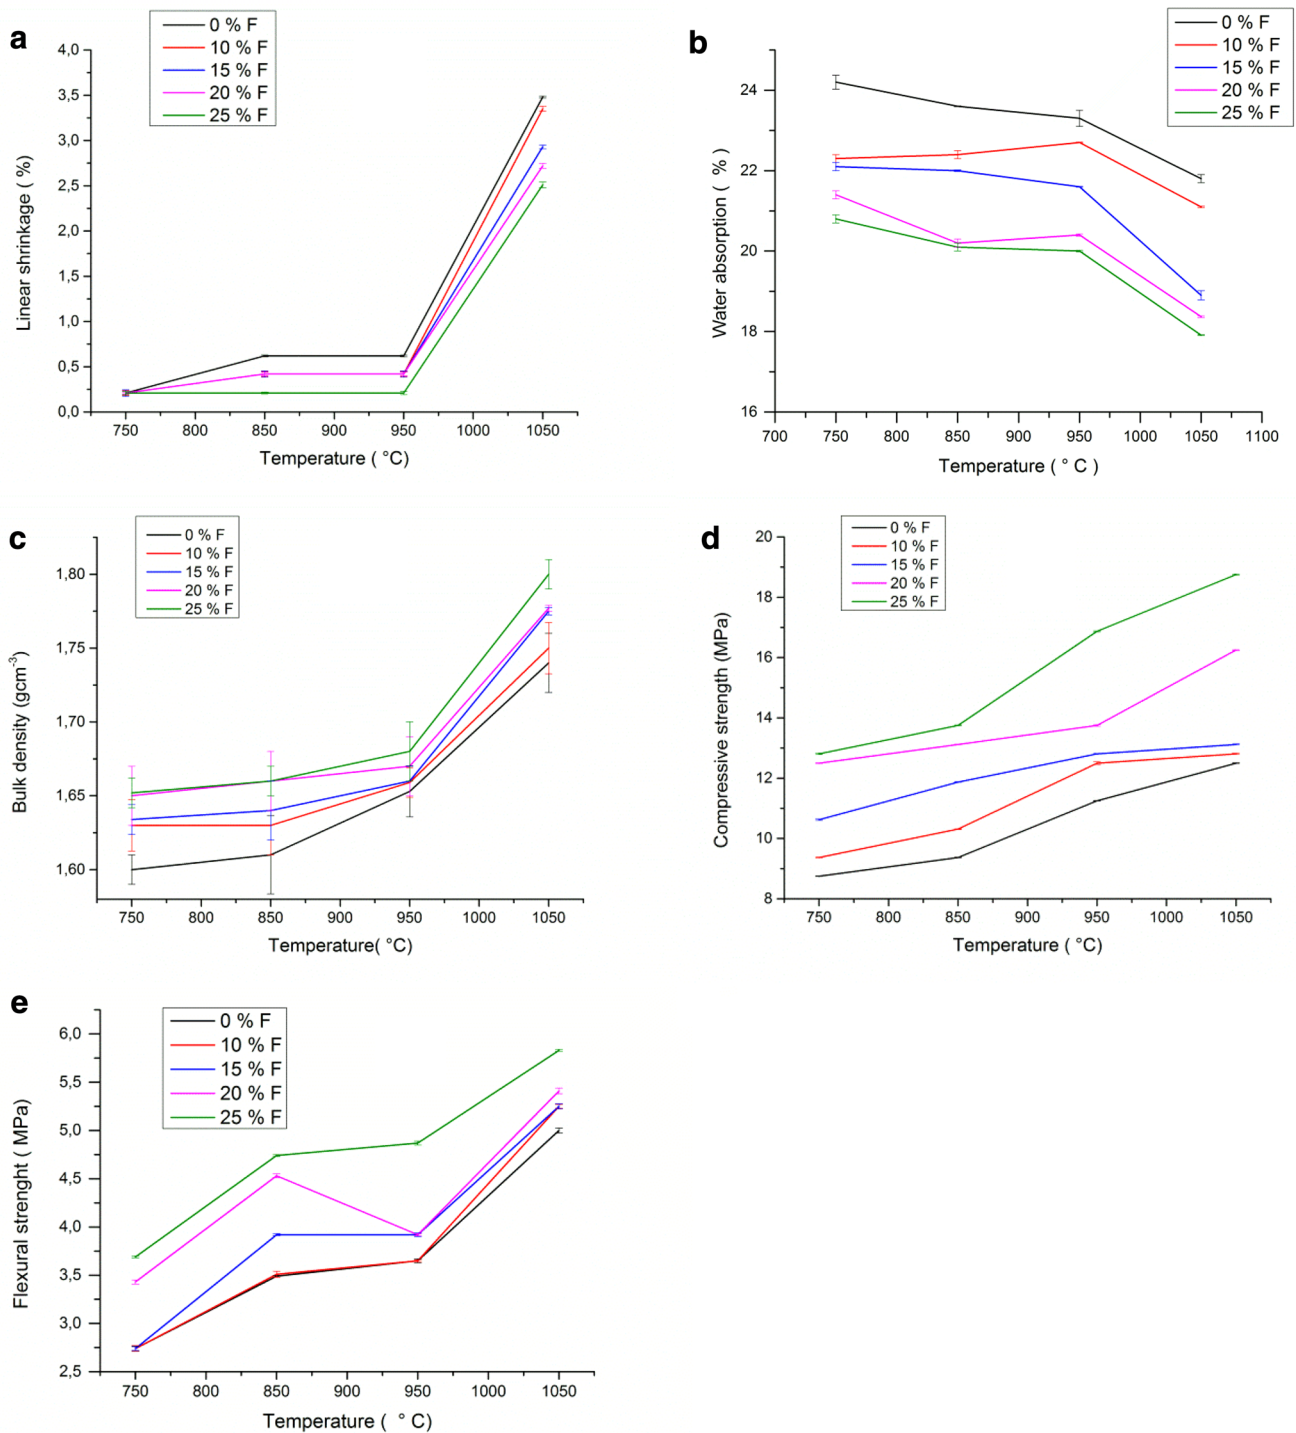 a
0 % F
10 % F
15 % F
20 % F
25 % F
4,0
3,5
3,0
2,5
2,0
1,5
1,0
0,5
0,0
Linear shrinkage ( %)
750 800 850 900 950 1000 1050
Temperature ( °C)
b
0 % F
10 % F
15 % F
20 % F
25 % F
24
22
20
18
16
Water absorption ( %)
700 750 800 850 900 950 1000 1050 1100
Temperature ( ° C )
c
0 % F
10 % F
15 % F
20 % F
25 % F
1,80
1,75
1,70
1,65
1,60
Bulk density (gcm⁻³)
750 800 850 900 950 1000 1050
Temperature( °C)
d
0 % F
10 % F
15 % F
20 % F
25 % F
20
18
16
14
12
10
8
Compressive strength (MPa)
750 800 850 900 950 1000 1050
Temperature ( °C)
e
0 % F
10 % F
15 % F
20 % F
25 % F
6,0
5,5
5,0
4,5
4,0
3,5
3,0
2,5
Flexural strenght ( MPa)
750 800 850 900 950 1000 1050
Temperature ( ° C)